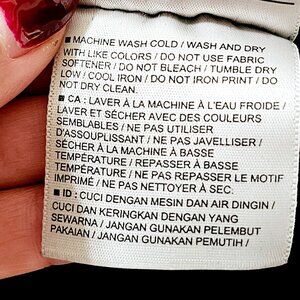 ■ MACHINE WASH COLD / WASH AND DRY
WITH LIKE COLORS / DO NOT USE FABRIC
SOFTENER / DO NOT BLEACH / TUMBLE DRY
LOW / COOL IRON / DO NOT IRON PRINT / DO
NOT DRY CLEAN.
■ CA : LAVER À LA MACHINE À L'EAU FROIDE /
LAVER ET SÉCHER AVEC DES COULEURS
SEMBLABLES / NE PAS UTILISER
D'ASSOUPLISSANT / NE PAS JAVELLISER /
SÉCHER À LA MACHINE À BASSE
TEMPÉRATURE / REPASSER À BASSE
TEMPÉRATURE / NE PAS REPASSER LE MOTIF
IMPRIMÉ / NE PAS NETTOYER À SEC.
■ ID : CUCI DENGAN MESIN DAN AIR DINGIN /
CUCI DAN KERINGKAN DENGAN YANG
SEWARNA / JANGAN GUNAKAN PELEMBUT
PAKAIAN / JANGAN GUNAKAN PEMUTIH /